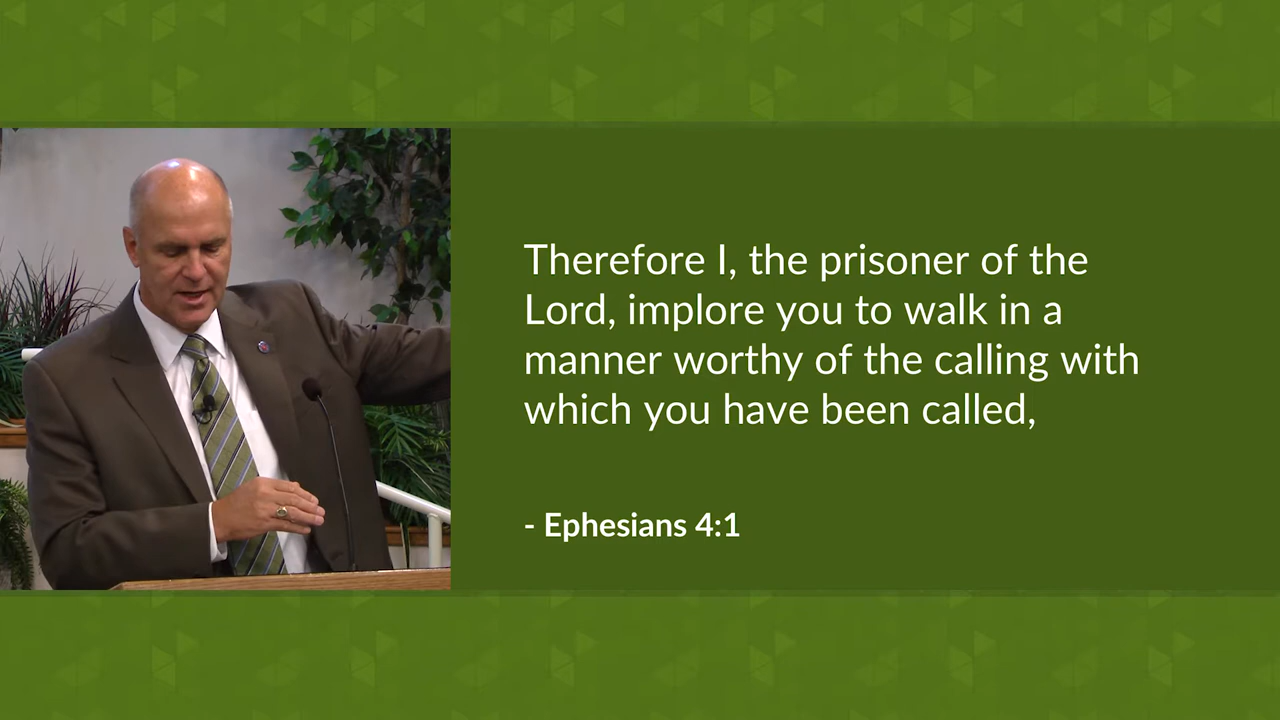 Therefore I, the prisoner of the
Lord, implore you to walk in a
manner worthy of the calling with
which you have been called,
- Ephesians 4:1